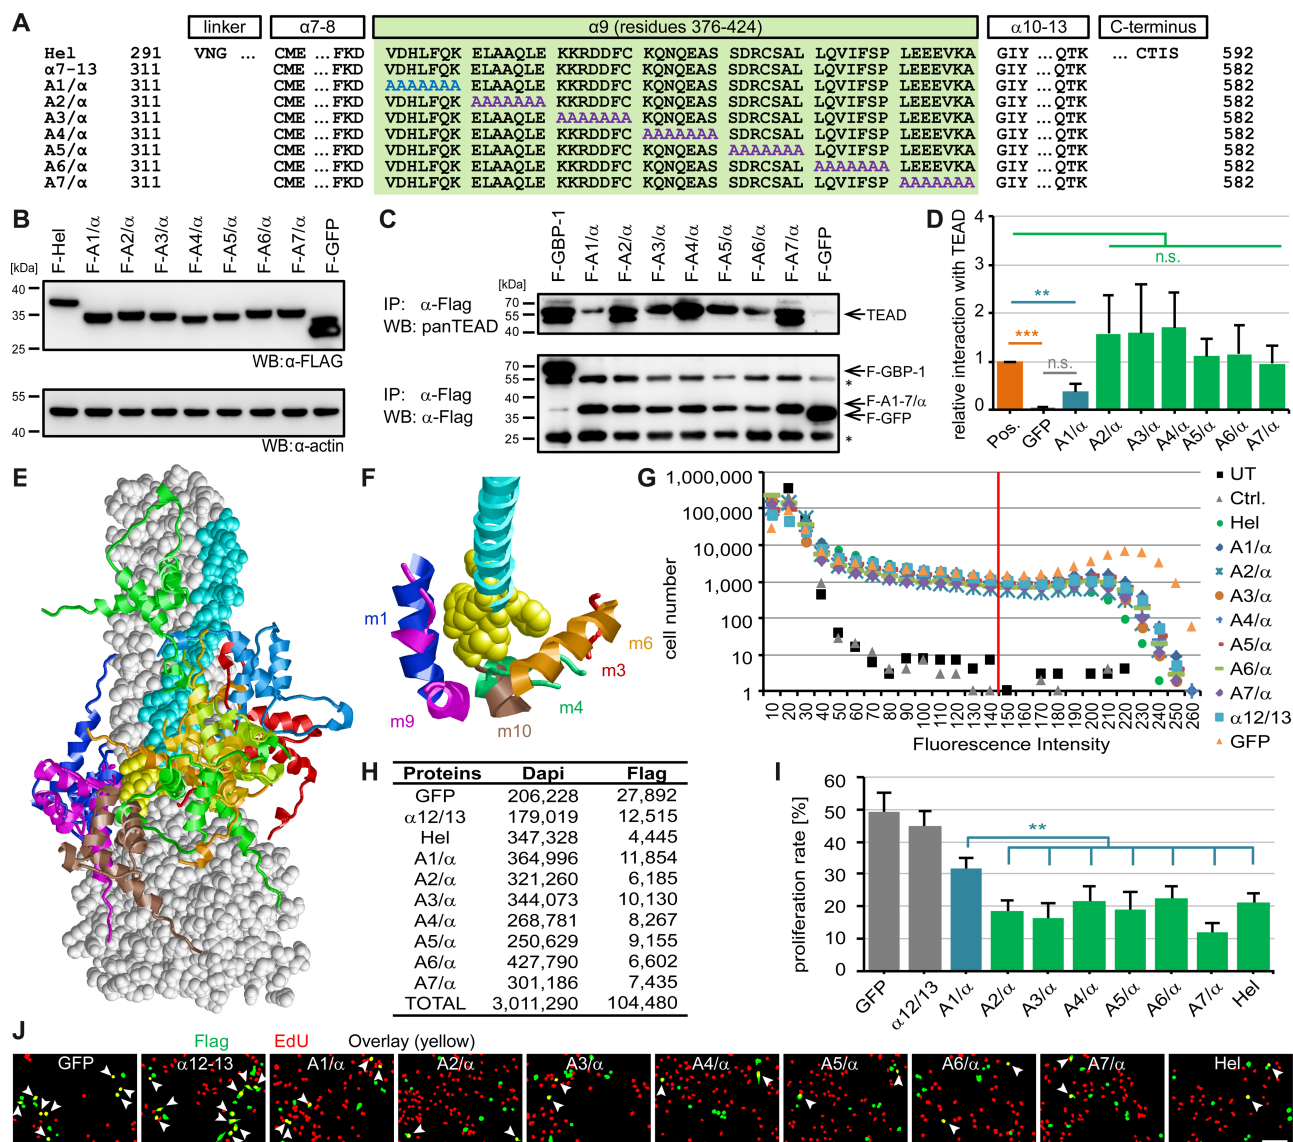 A
linker α7-8 α9 (residues 376-424) α10-13 C-terminus
Hel 291 VNG ... CME ... FKD VDHLFQK ELAAQLE KKRDDFC KQNQEAS SDRCSAL LQVIFSP LEEEVKA GIY ...QTK ... CTIS 592
α7-13 311 CME ... FKD VDHLFQK ELAAQLE KKRDDFC KQNQEAS SDRCSAL LQVIFSP LEEEVKA GIY ...QTK 582
A1/α 311 CME ... FKD AAAAAAA ELAAQLE KKRDDFC KQNQEAS SDRCSAL LQVIFSP LEEEVKA GIY ...QTK 582
A2/α 311 CME ... FKD VDHLFQK AAAAAAA KKRDDFC KQNQEAS SDRCSAL LQVIFSP LEEEVKA GIY ...QTK 582
A3/α 311 CME ... FKD VDHLFQK ELAAQLE AAAAAAA KQNQEAS SDRCSAL LQVIFSP LEEEVKA GIY ...QTK 582
A4/α 311 CME ... FKD VDHLFQK ELAAQLE KKRDDFC AAAAAAA SDRCSAL LQVIFSP LEEEVKA GIY ...QTK 582
A5/α 311 CME ... FKD VDHLFQK ELAAQLE KKRDDFC KQNQEAS AAAAAAA LQVIFSP LEEEVKA GIY ...QTK 582
A6/α 311 CME ... FKD VDHLFQK ELAAQLE KKRDDFC KQNQEAS SDRCSAL AAAAAAA LEEEVKA GIY ...QTK 582
A7/α 311 CME ... FKD VDHLFQK ELAAQLE KKRDDFC KQNQEAS SDRCSAL LQVIFSP AAAAAAA GIY ...QTK 582
B
F-Hel F-A1/α F-A2/α F-A3/α F-A4/α F-A5/α F-A6/α F-A7/α F-GFP
[kDa]
40
35
25
WB:α-FLAG
55
40
WB:α-actin
C
F-GBP-1 F-A1/α F-A2/α F-A3/α F-A4/α F-A5/α F-A6/α F-A7/α F-GFP
[kDa]
IP: α-Flag
WB: panTEAD
70
55
40
TEAD
IP: α-Flag
WB: α-Flag
70
55
40
35
25
F-GBP-1
*
F-A1-7/α
F-GFP
*
D
relative interaction with TEAD
4
3
2
1
0
n.s.
**
***
n.s.
Pos. GFP A1/α A2/α A3/α A4/α A5/α A6/α A7/α
E
F
m1
m6
m3
m4
m9
m10
G
cell number
1,000,000
100,000
10,000
1,000
100
10
1
10 20 30 40 50 60 70 80 90 100 110 120 130 140 150 160 170 180 190 200 210 220 230 240 250 260
Fluorescence Intensity
UT
Ctrl.
Hel
A1/α
A2/α
A3/α
A4/α
A5/α
A6/α
A7/α
α12/13
GFP
H
Proteins Dapi Flag
GFP 206,228 27,892
α12/13 179,019 12,515
Hel 347,328 4,445
A1/α 364,996 11,854
A2/α 321,260 6,185
A3/α 344,073 10,130
A4/α 268,781 8,267
A5/α 250,629 9,155
A6/α 427,790 6,602
A7/α 301,186 7,435
TOTAL 3,011,290 104,480
I
proliferation rate [%]
60
50
40
30
20
10
0
**
GFP α12/13 A1/α A2/α A3/α A4/α A5/α A6/α A7/α Hel
J
Flag EdU Overlay (yellow)
GFP α12-13 A1/α A2/α A3/α A4/α A5/α A6/α A7/α Hel